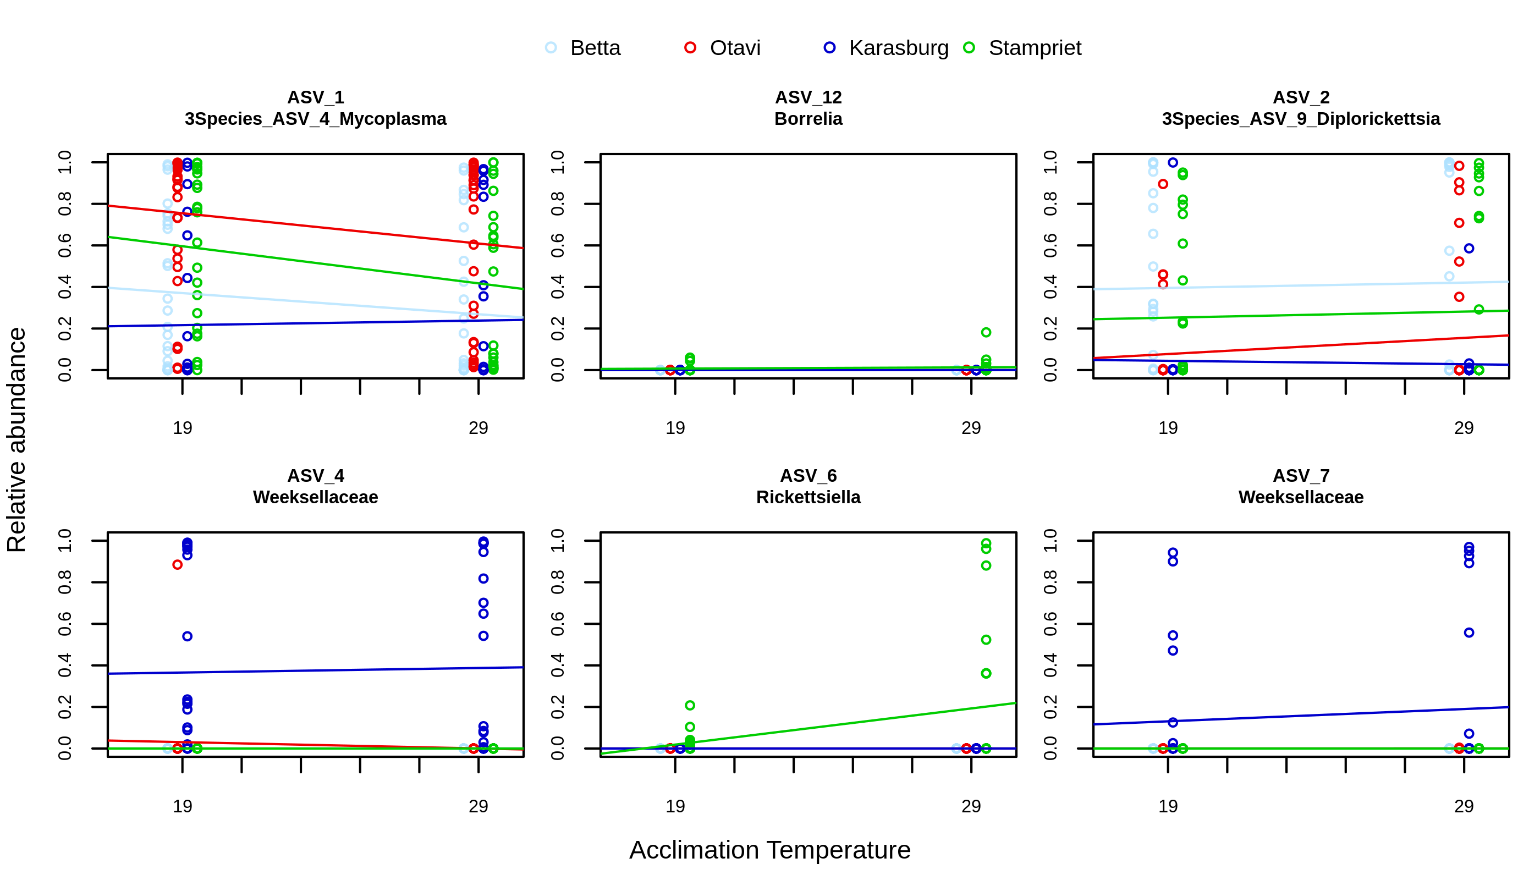 Betta Otavi Karasburg Stampriet
ASV_1
3Species_ASV_4_Mycoplasma
ASV_12
Borrelia
ASV_2
3Species_ASV_9_Diplorickettsia
1.0
0.8
0.6
0.4
0.2
0.0
19 29
1.0
0.8
0.6
0.4
0.2
0.0
19 29
1.0
0.8
0.6
0.4
0.2
0.0
19 29
Relative abundance
ASV_4
Weeksellaceae
ASV_6
Rickettsiella
ASV_7
Weeksellaceae
1.0
0.8
0.6
0.4
0.2
0.0
19 29
1.0
0.8
0.6
0.4
0.2
0.0
19 29
1.0
0.8
0.6
0.4
0.2
0.0
19 29
Acclimation Temperature